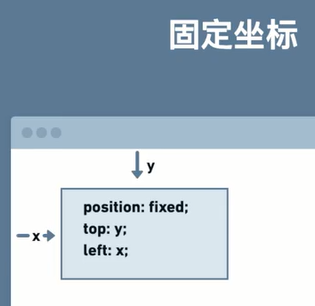 固定坐标
y
position: fixed;
top: y;
x
left: x;